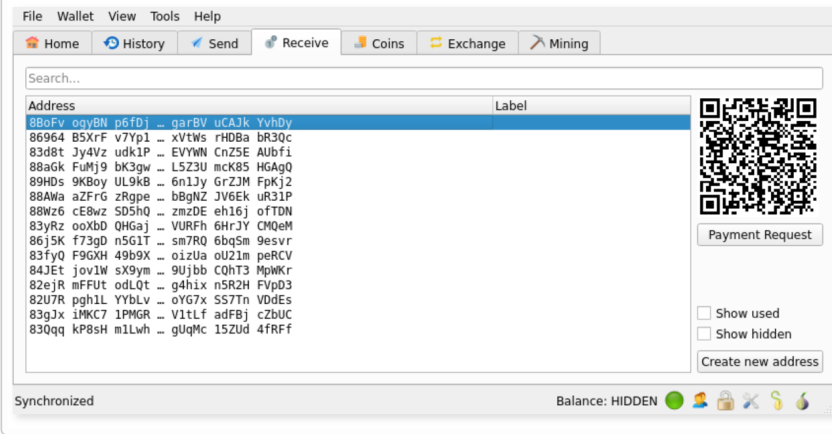 File Wallet View Tools Help
Home History Send Receive Coins Exchange Mining
Search...
Address Label
8BoFv ogyBN p6fDj … garBV uCAJk YvhDy
86964 B5XrF v7Yp1 … xVtWs rHDBa bR3Qc
83d8t Jy4Vz udk1P … EVYWN CnZ5E AUbfi
88aGk FuMj9 bK3gw … L5Z3U mcK85 HGAgQ
89HDs 9KBoy UL9kB … 6n1Jy GrZJM FpKj2
88AWa aZFrG zRgpe … bBgNZ JV6Ek uR31P
88Wz6 cE8wz SD5hQ … zmzDE eh16j ofTDN
83yRz ooXbD QHGaj … VURFh 6HrJY CMQeM
86j5K f73gD n5G1T … sm7RQ 6bqSm 9esvr
83fyQ F9GXH 49b9X … oizUa oU21m peRCV
84JEt jov1W sX9ym … 9Ujbb CQhT3 MpWKr
82ejR mFFUt odLQt … g4hix n5R2H FVpD3
82U7R pgh1L YYbLv … oYG7x SS7Tn VDdEs
83gJx iMKC7 1PMGR … V1tLf adFBj cZbUC
83Qqq kP8sH m1Lwh … gUqMc 15ZUd 4fRFf
Payment Request
Show used
Show hidden
Create new address
Synchronized Balance: HIDDEN